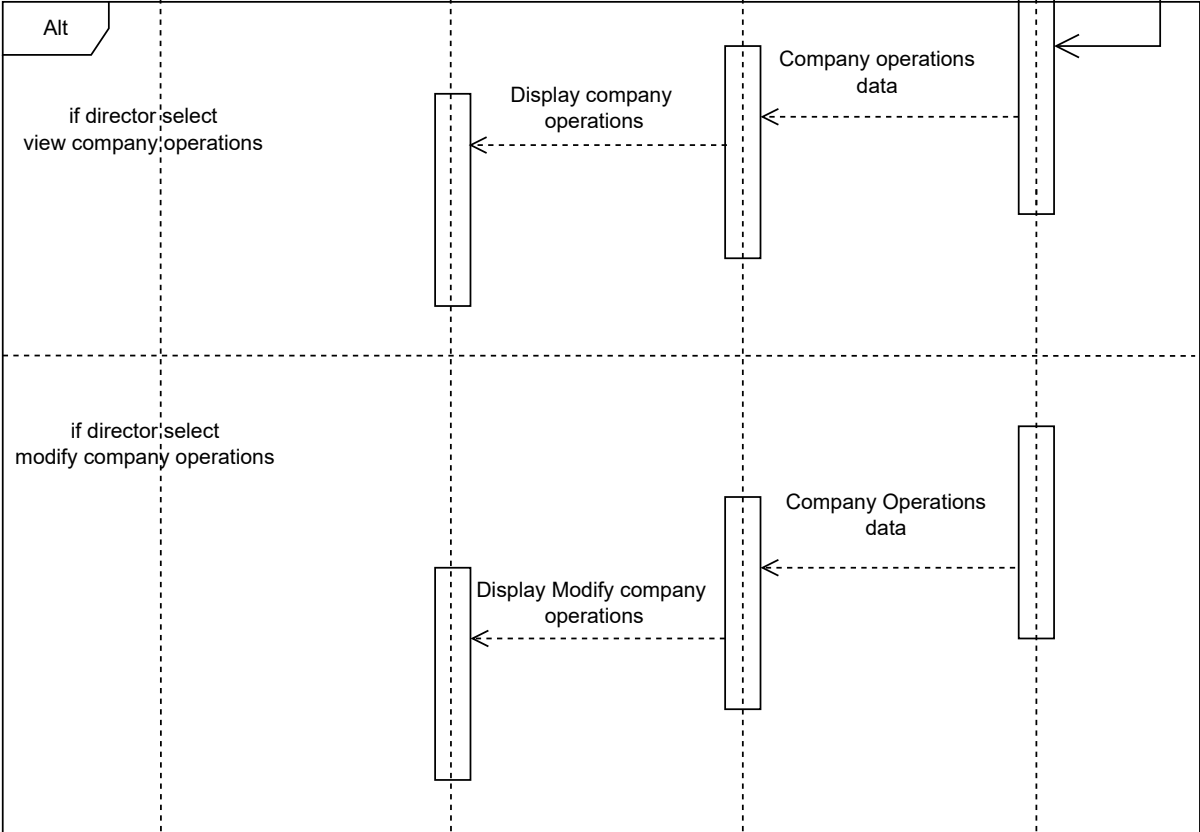 Alt
Company operations
data
Display company
operations
if director select
view company operations
if director select
modify company operations
Company Operations
data
Display Modify company
operations